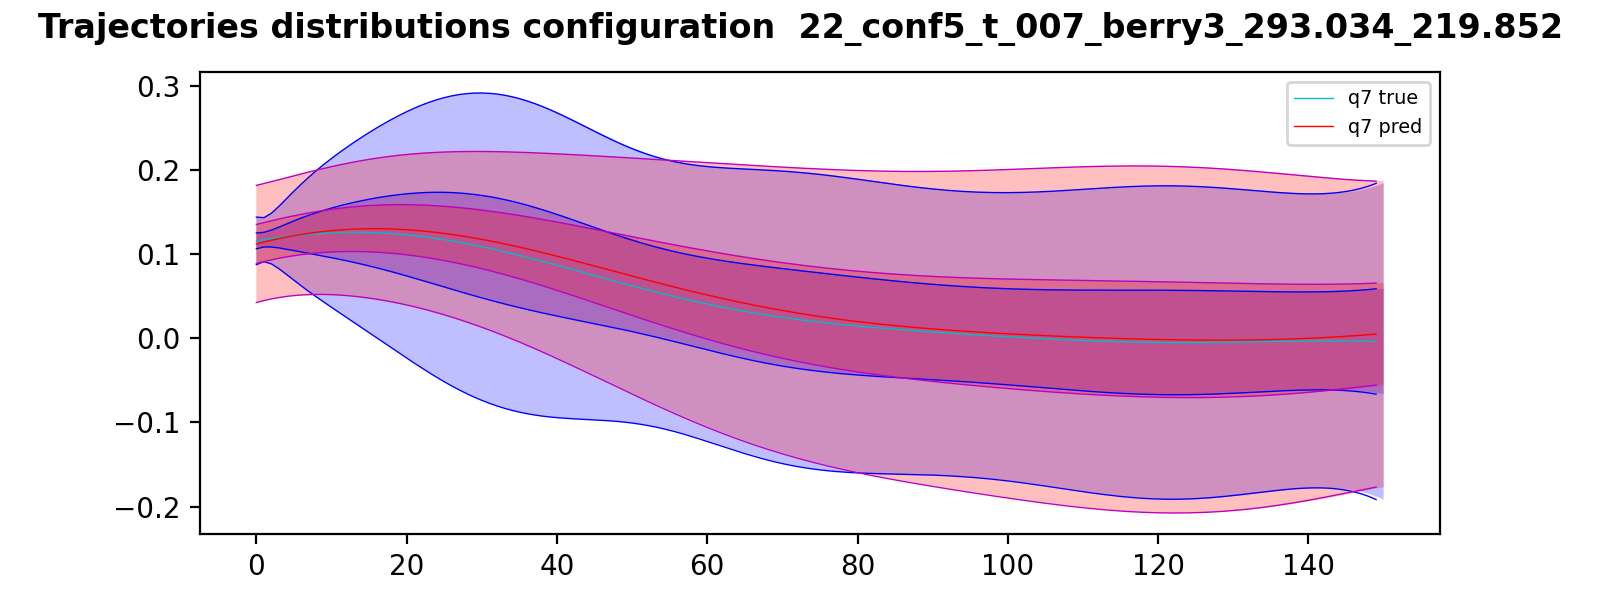 Trajectories distributions configuration  22_conf5_t_007_berry3_293.034_219.852
0.3
0.2
0.1
0.0
−0.1
−0.2
q7 true
q7 pred
0 20 40 60 80 100 120 140